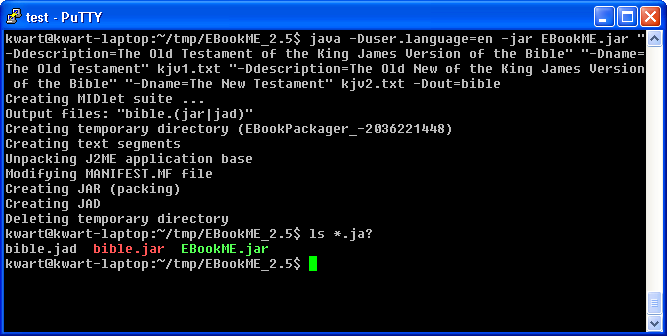 test - PuTTY
kwart@kwart-laptop:~/tmp/EBookME_2.5$ java -Duser.language=en -jar EBookME.jar "
-Ddescription=The Old Testament of the King James Version of the Bible" "-Dname=
The Old Testament" kjv1.txt "-Ddescription=The Old New of the King James Version
 of the Bible" "-Dname=The New Testament" kjv2.txt -Dout=bible
Creating MIDlet suite ...
Output files: "bible.(jar|jad)"
Creating temporary directory (EBookPackager_-2036221448)
Creating text segments
Unpacking J2ME application base
Modifying MANIFEST.MF file
Creating JAR (packing)
Creating JAD
Deleting temporary directory
kwart@kwart-laptop:~/tmp/EBookME_2.5$ ls *.ja?
bible.jad  bible.jar  EBookME.jar
kwart@kwart-laptop:~/tmp/EBookME_2.5$